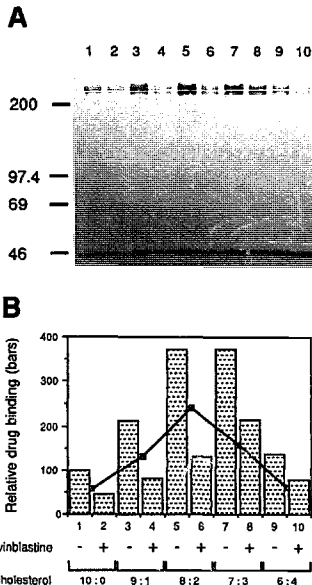 A
1 2 3 4 5 6 7 8 9 10
200
97.4
69
46
B
Relative drug binding (bars)
400
300
200
100
0
1 2 3 4 5 6 7 8 9 10
vinblastine - + - + - + - + - +
holesterol 10:0 9:1 8:2 7:3 6:4